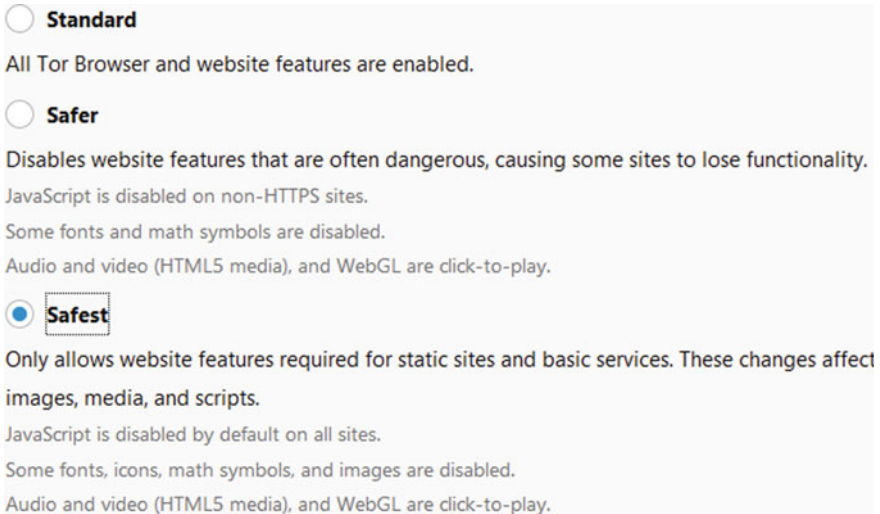 Standard
All Tor Browser and website features are enabled.
Safer
Disables website features that are often dangerous, causing some sites to lose functionality.
JavaScript is disabled on non-HTTPS sites.
Some fonts and math symbols are disabled.
Audio and video (HTML5 media), and WebGL are click-to-play.
Safest
Only allows website features required for static sites and basic services. These changes affect
images, media, and scripts.
JavaScript is disabled by default on all sites.
Some fonts, icons, math symbols, and images are disabled.
Audio and video (HTML5 media), and WebGL are click-to-play.